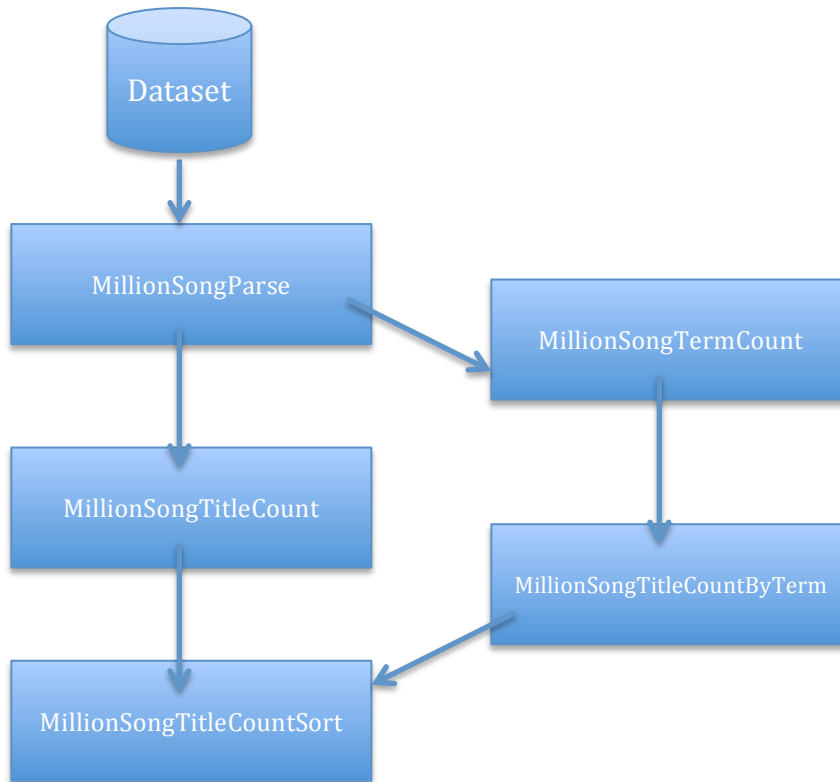 Dataset
MillionSongParse
MillionSongTermCount
MillionSongTitleCount
MillionSongTitleCountByTerm
MillionSongTitleCountSort